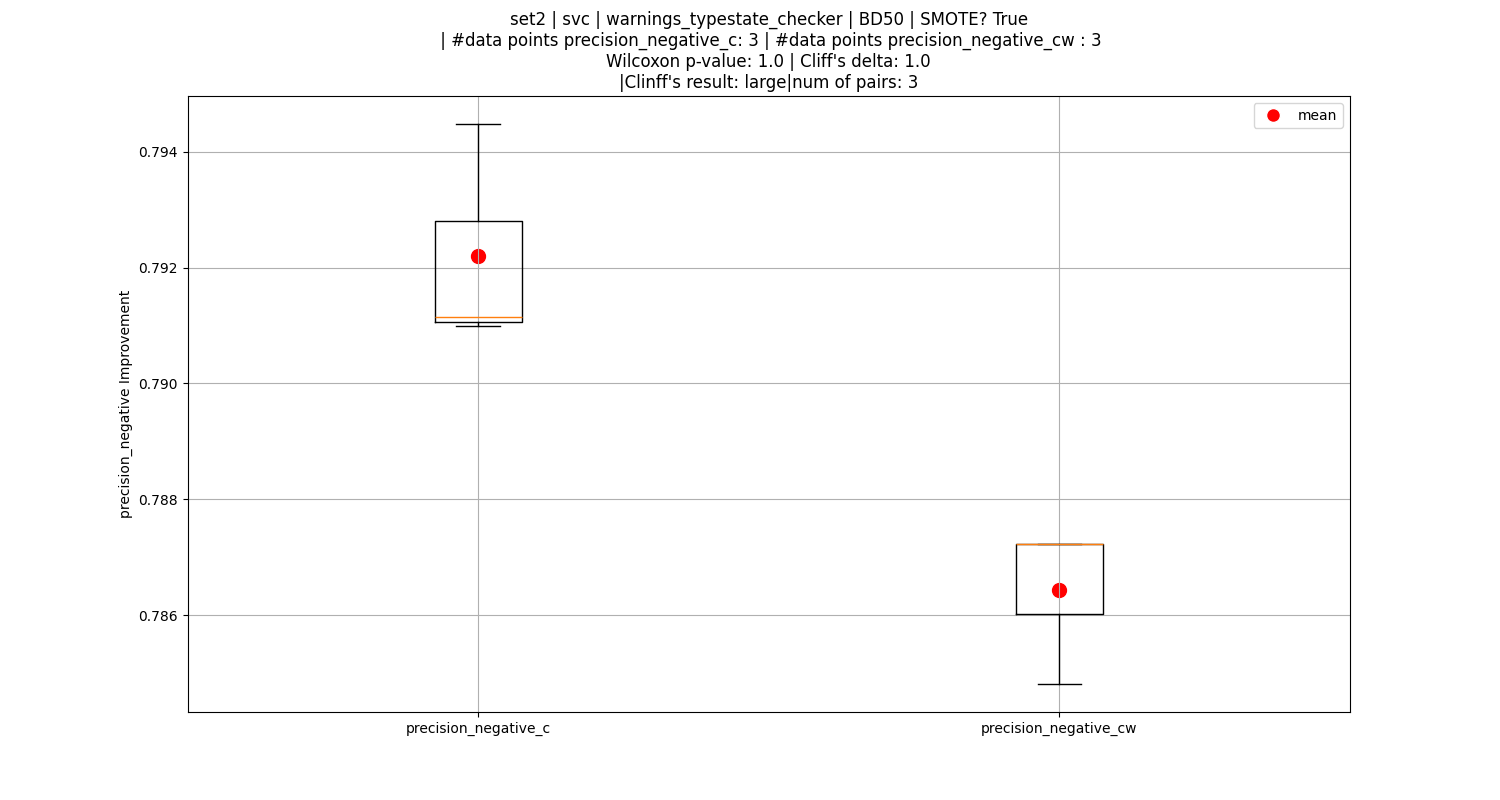 set2 | svc | warnings_typestate_checker | BD50 | SMOTE? True
| #data points precision_negative_c: 3 | #data points precision_negative_cw : 3
Wilcoxon p-value: 1.0 | Cliff's delta: 1.0
|Clinff's result: large|num of pairs: 3
mean
0.794
0.792
0.790
0.788
0.786
precision_negative Improvement
precision_negative_c
precision_negative_cw